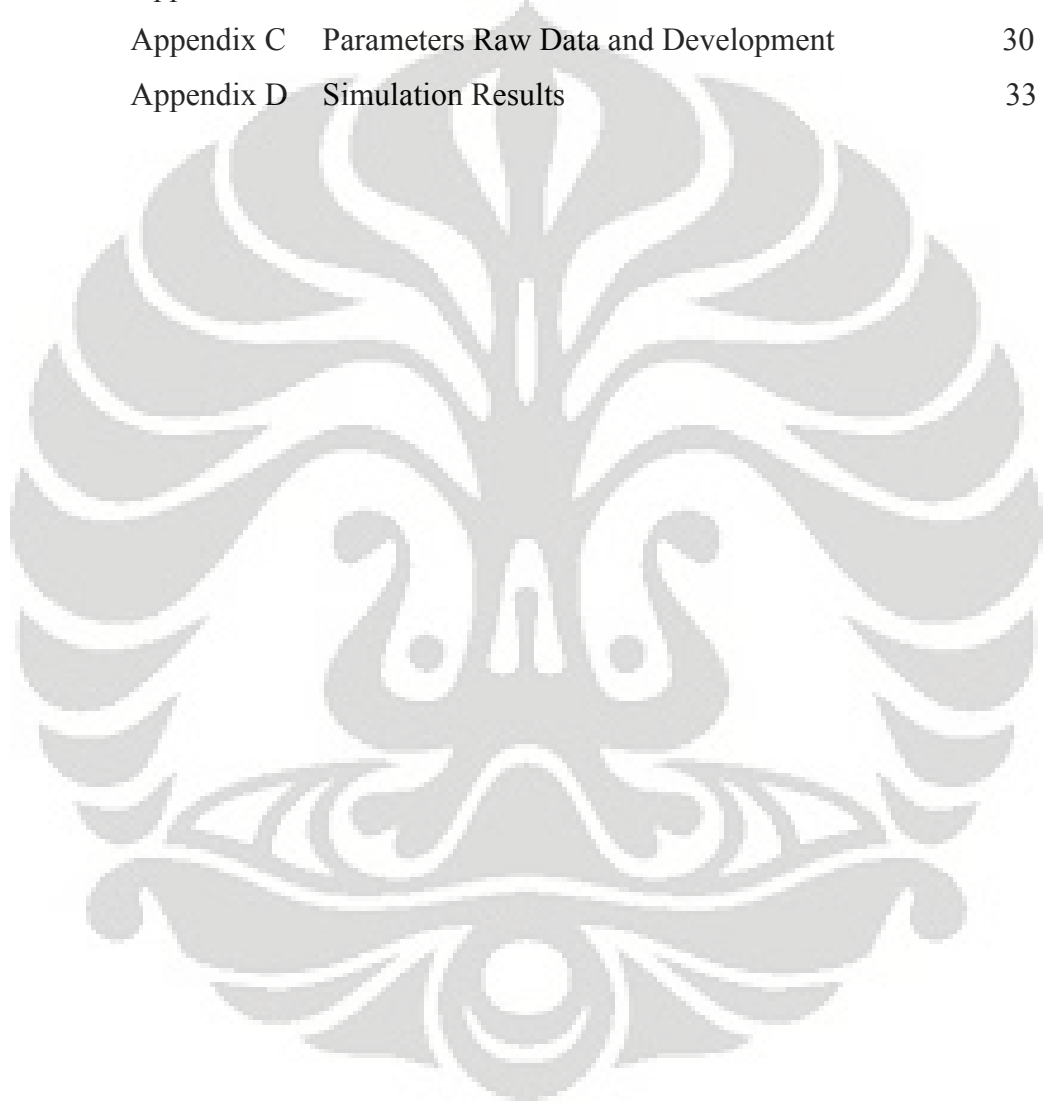 Appendix C Parameters Raw Data and Development 30
Appendix D Simulation Results 33